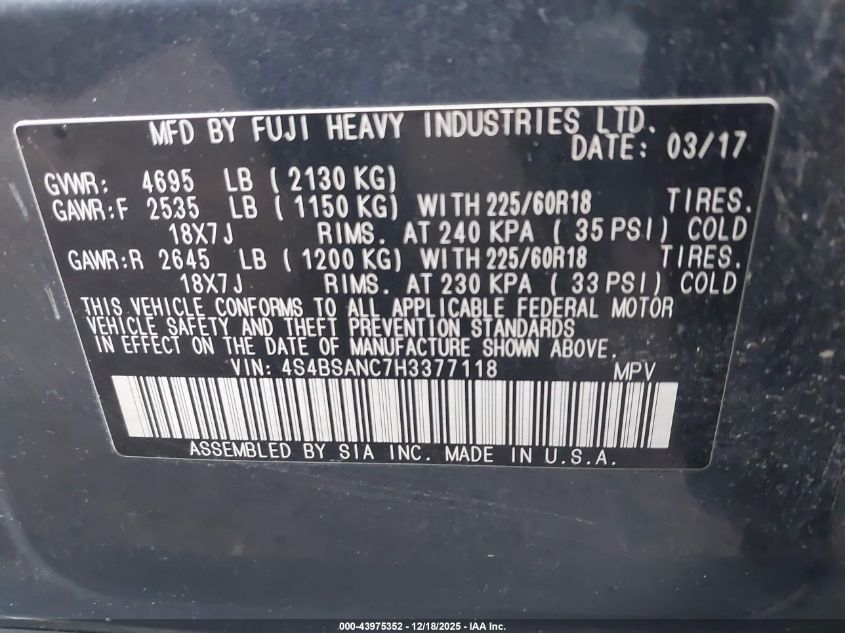 MFD BY FUJI HEAVY INDUSTRIES LTD.
DATE: 03/17
GVWR: 4695 LB ( 2130 KG)
GAWR:F 2535 LB ( 1150 KG) WITH 225/60R18 TIRES.
18X7J RIMS. AT 240 KPA ( 35 PSI) COLD
GAWR:R 2645 LB ( 1200 KG) WITH 225/60R18 TIRES.
18X7J RIMS. AT 230 KPA ( 33 PSI) COLD
THIS VEHICLE CONFORMS TO ALL APPLICABLE FEDERAL MOTOR
VEHICLE SAFETY AND THEFT PREVENTION STANDARDS
IN EFFECT ON THE DATE OF MANUFACTURE SHOWN ABOVE.
VIN: 4S4BSANC7H3377118 MPV
ASSEMBLED BY SIA INC. MADE IN U.S.A.
000-43975352 - 12/18/2025 - IAA Inc.